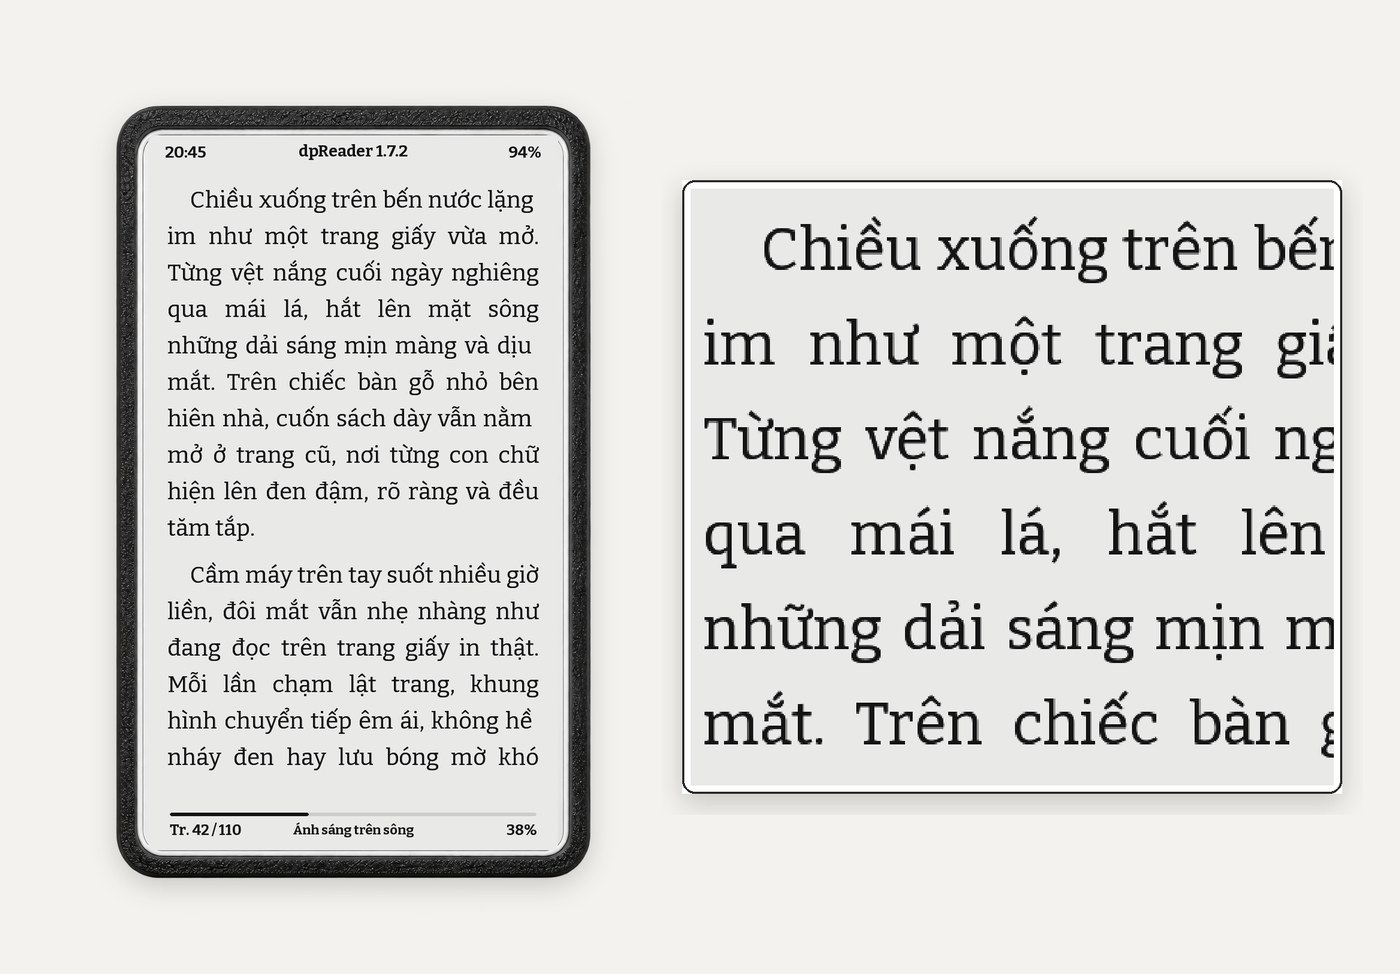 20:45 dpReader 1.7.2 94%
Chiều xuống trên bến nước lặng
im như một trang giấy vừa mở.
Từng vệt nắng cuối ngày nghiêng
qua mái lá, hắt lên mặt sông
những dải sáng mịn màng và dịu
mắt. Trên chiếc bàn gỗ nhỏ bên
hiên nhà, cuốn sách dày vẫn nằm
mở ở trang cũ, nơi từng con chữ
hiện lên đen đậm, rõ ràng và đều
tăm tắp.
Cầm máy trên tay suốt nhiều giờ
liền, đôi mắt vẫn nhẹ nhàng như
đang đọc trên trang giấy in thật.
Mỗi lần chạm lật trang, khung
hình chuyển tiếp êm ái, không hề
nháy đen hay lưu bóng mờ khó
Tr. 42 / 110 Ánh sáng trên sông 38%
Chiều xuống trên bến
im như một trang giấ
Từng vệt nắng cuối ng
qua mái lá, hắt lên
những dải sáng mịn m
mắt. Trên chiếc bàn g